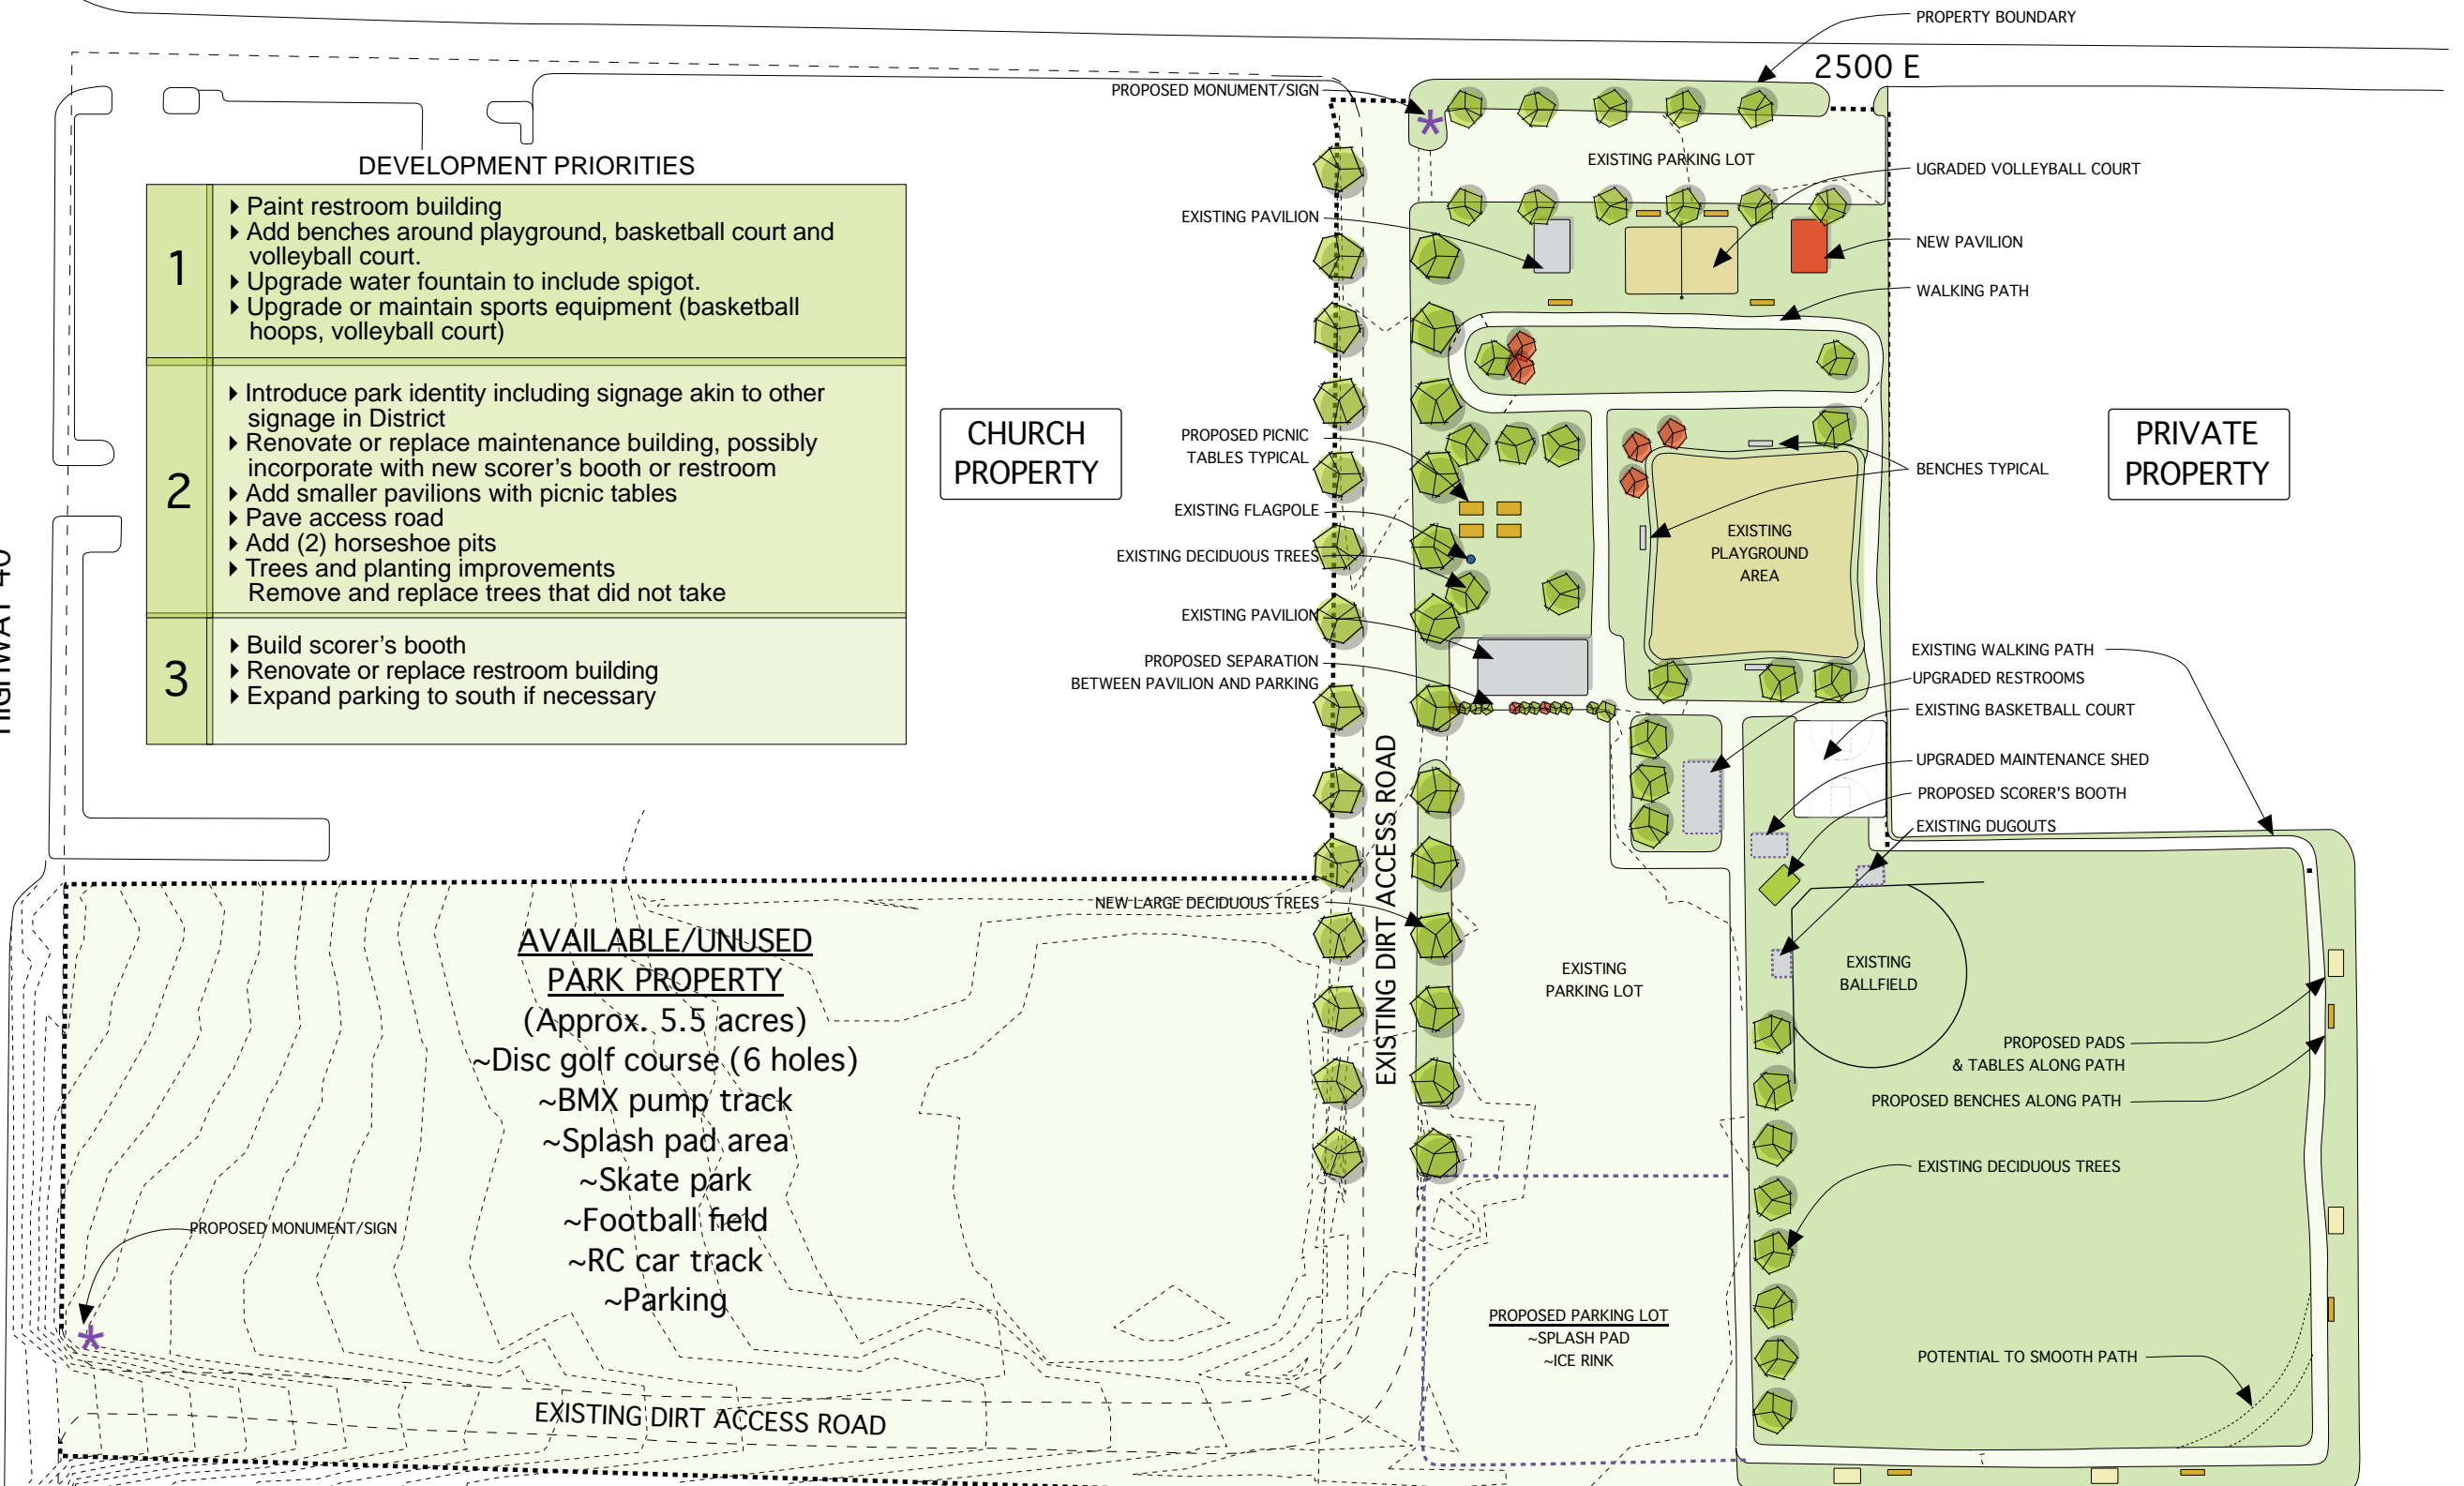 PROPERTY BOUNDARY
2500 E
PROPOSED MONUMENT/SIGN
EXISTING PARKING LOT
UGRADED VOLLEYBALL COURT
EXISTING PAVILION
NEW PAVILION
WALKING PATH
DEVELOPMENT PRIORITIES
1
Paint restroom building
Add benches around playground, basketball court and
volleyball court.
Upgrade water fountain to include spigot.
Upgrade or maintain sports equipment (basketball
hoops, volleyball court)
2
Introduce park identity including signage akin to other
signage in District
Renovate or replace maintenance building, possibly
incorporate with new scorer's booth or restroom
Add smaller pavilions with picnic tables
Pave access road
Add (2) horseshoe pits
Trees and planting improvements
Remove and replace trees that did not take
3
Build scorer's booth
Renovate or replace restroom building
Expand parking to south if necessary
HIGHWAY 40
CHURCH
PROPERTY
PRIVATE
PROPERTY
PROPOSED PICNIC
TABLES TYPICAL
BENCHES TYPICAL
EXISTING FLAGPOLE
EXISTING DECIDUOUS TREES
EXISTING
PLAYGROUND
AREA
EXISTING PAVILION
PROPOSED SEPARATION
BETWEEN PAVILION AND PARKING
EXISTING WALKING PATH
UPGRADED RESTROOMS
EXISTING BASKETBALL COURT
UPGRADED MAINTENANCE SHED
PROPOSED SCORER'S BOOTH
EXISTING DUGOUTS
EXISTING DIRT ACCESS ROAD
NEW LARGE DECIDUOUS TREES
AVAILABLE/UNUSED
PARK PROPERTY
(Approx. 5.5 acres)
~Disc golf course (6 holes)
~BMX pump track
~Splash pad area
~Skate park
~Football field
~RC car track
~Parking
EXISTING
PARKING LOT
EXISTING
BALLFIELD
PROPOSED PADS
& TABLES ALONG PATH
PROPOSED BENCHES ALONG PATH
EXISTING DECIDUOUS TREES
PROPOSED MONUMENT/SIGN
PROPOSED PARKING LOT
~SPLASH PAD
~ICE RINK
POTENTIAL TO SMOOTH PATH
EXISTING DIRT ACCESS ROAD